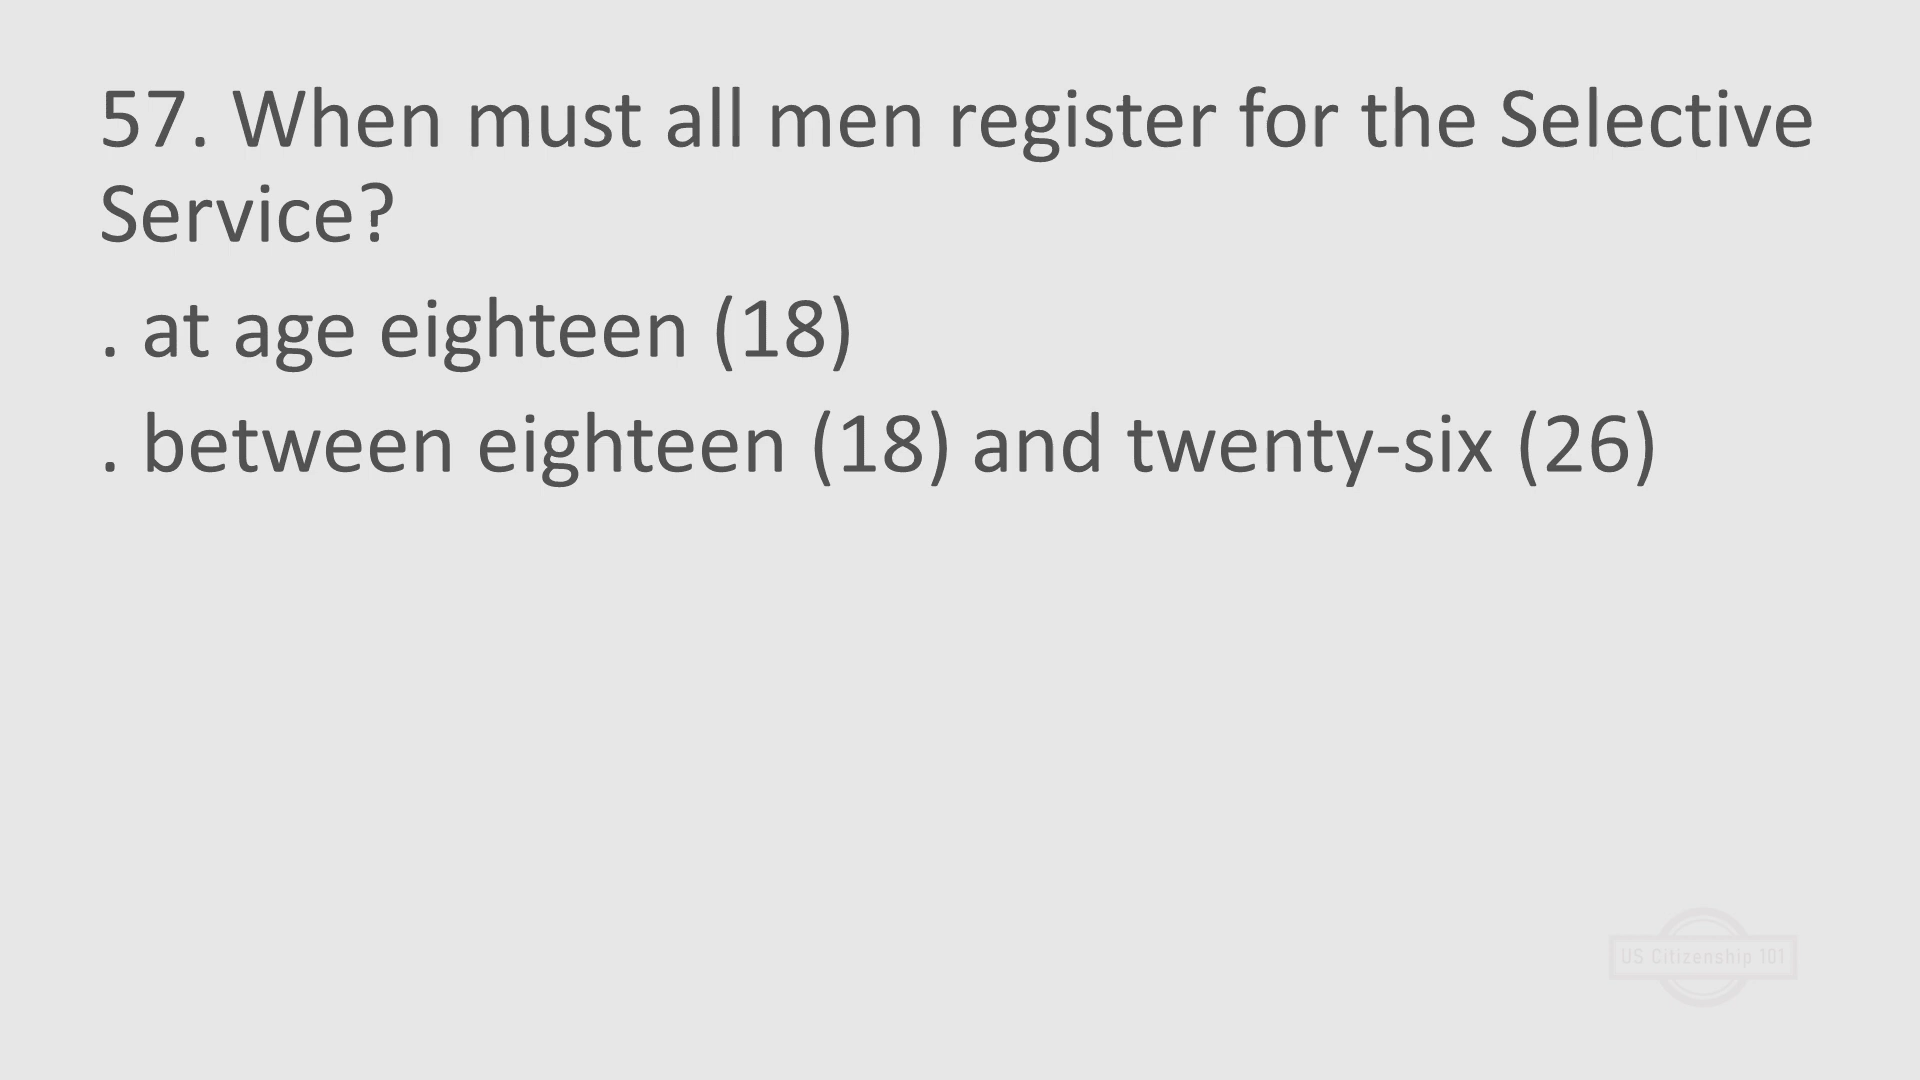 57. When must all men register for the Selective
Service?
. at age eighteen (18)
. between eighteen (18) and twenty-six (26)
US Citizenship 101